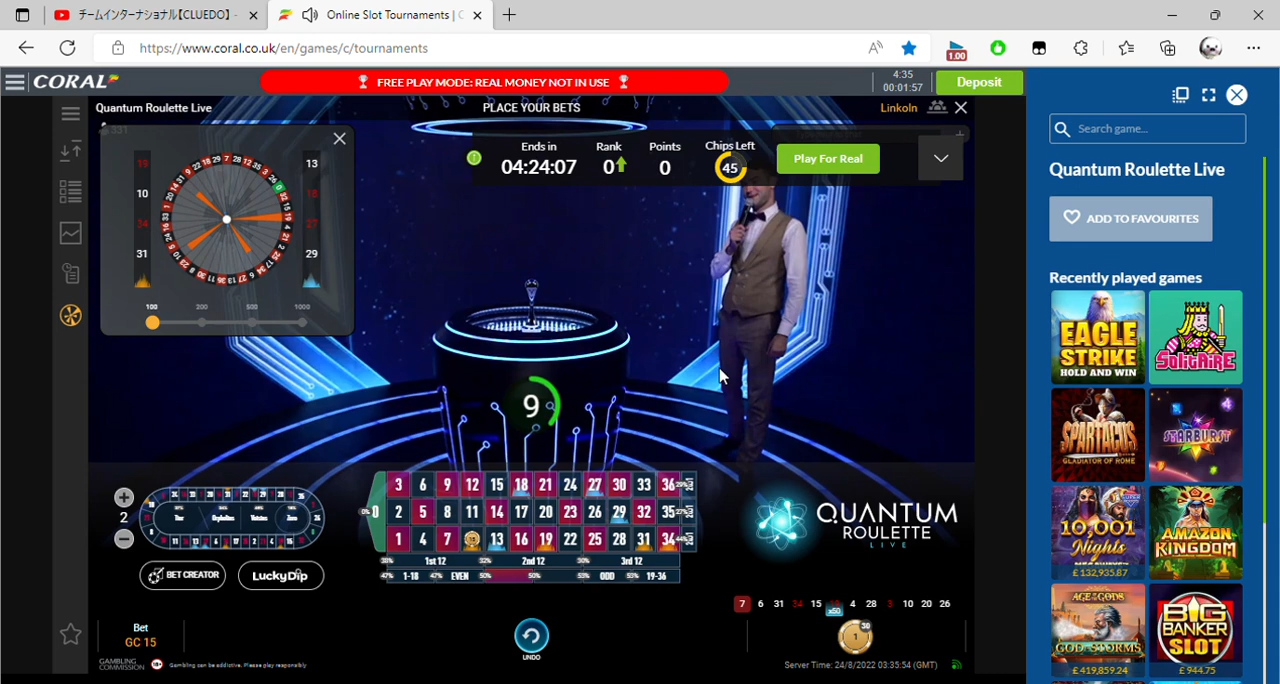 チームインターナショナル【CLUEDO】 -
Online Slot Tournaments | C
https://www.coral.co.uk/en/games/c/tournaments
1.00
CORAL
FREE PLAY MODE: REAL MONEY NOT IN USE
4:35
00:01:57
Deposit
Quantum Roulette Live
PLACE YOUR BETS
Linkoln
Ends in
04:24:07
Rank
0
Points
0
Chips Left
45
Play For Real
13
10
31
29
100 200 500 1000
9
3 6 9 12 15 18 21 24 27 30 33 36
0 2 5 8 11 14 17 20 23 26 29 32 35
1 4 7 13 16 19 22 25 28 31 34
1st 12 2nd 12 3rd 12
1-18 EVEN ODD 19-36
2
BET CREATOR
LuckyDip
QUANTUM
ROULETTE
LIVE
7 6 31 34 15 4 28 3 10 20 26
x50
Bet
GC 15
UNDO
30
1
GAMBLING
COMMISSION
18+
Gambling can be addictive. Please play responsibly
Server Time: 24/8/2022 03:35:54 (GMT)
Search game...
Quantum Roulette Live
ADD TO FAVOURITES
Recently played games
EAGLE
STRIKE
HOLD AND WIN
SOLITAIRE
SPARTACUS
GLADIATOR OF ROME
STARBURST
10,001
Nights
£ 132,935.87
AMAZON
KINGDOM
AGE OF THE GODS
GOD OF STORMS
£ 419,859.24
BIG
BANKER
SLOT
£ 944.75